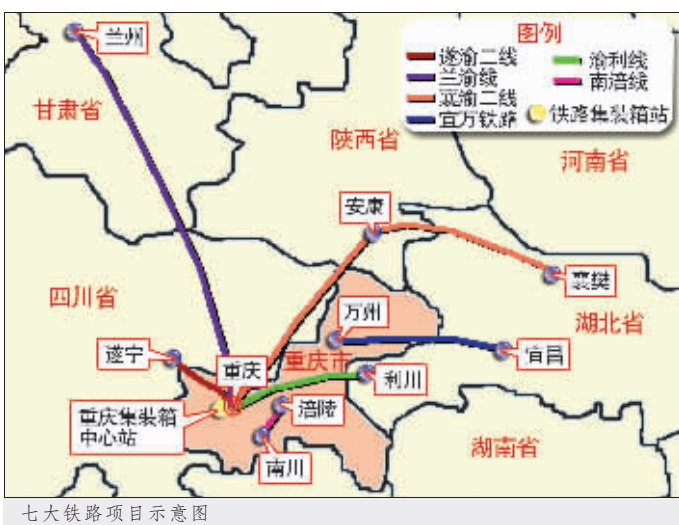 兰州
图例
遂渝二线
渝利线
兰渝线
南涪线
襄渝二线
宜万铁路
铁路集装箱站
甘肃省
陕西省
河南省
安康
四川省
襄樊
万州
湖北省
遂宁
重庆
重庆市
宜昌
利川
重庆集装箱
中心站
涪陵
南川
湖南省
七大铁路项目示意图